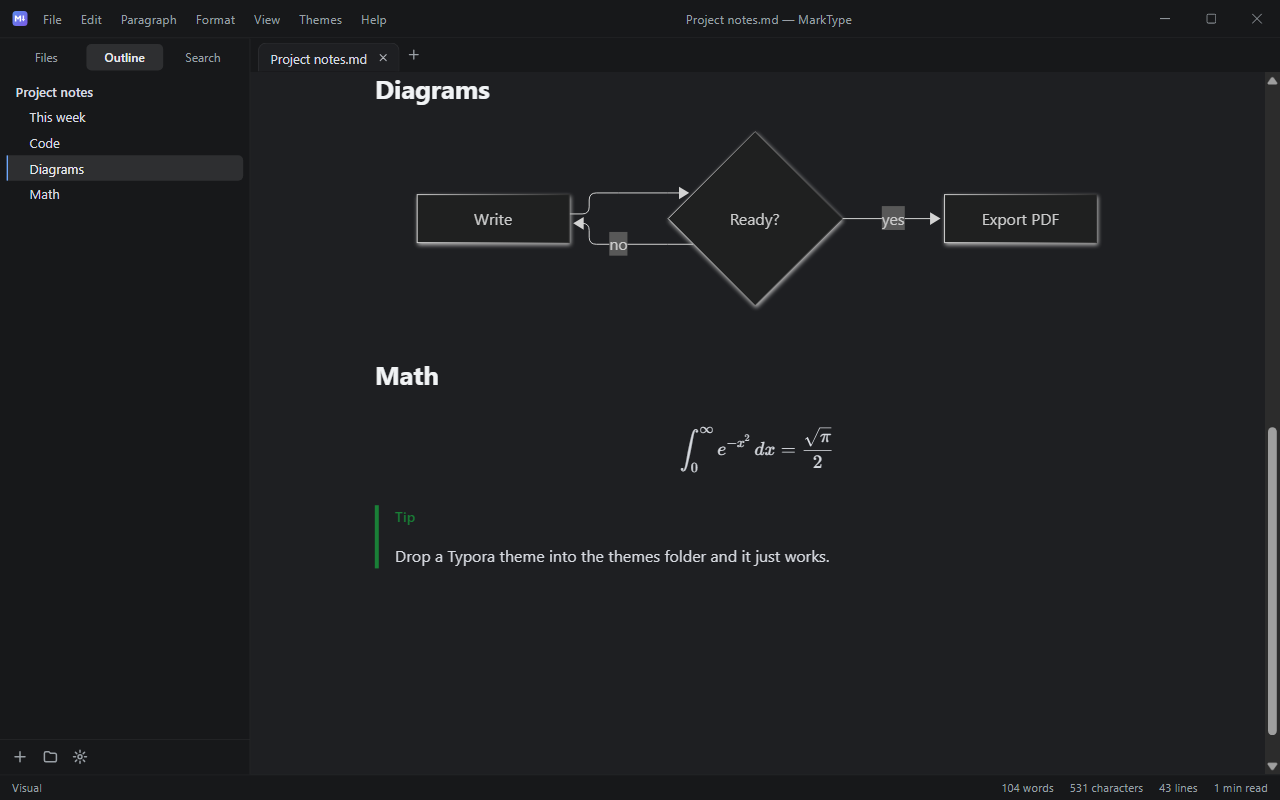 M↓ File Edit Paragraph Format View Themes Help Project notes.md — MarkType
Files Outline Search
Project notes.md × +
Project notes
This week
Code
Diagrams
Math
Diagrams
Write
no
Ready?
yes
Export PDF
Math
∫₀^∞ e^{-x²} dx = √π / 2
Tip
Drop a Typora theme into the themes folder and it just works.
Visual 104 words 531 characters 43 lines 1 min read